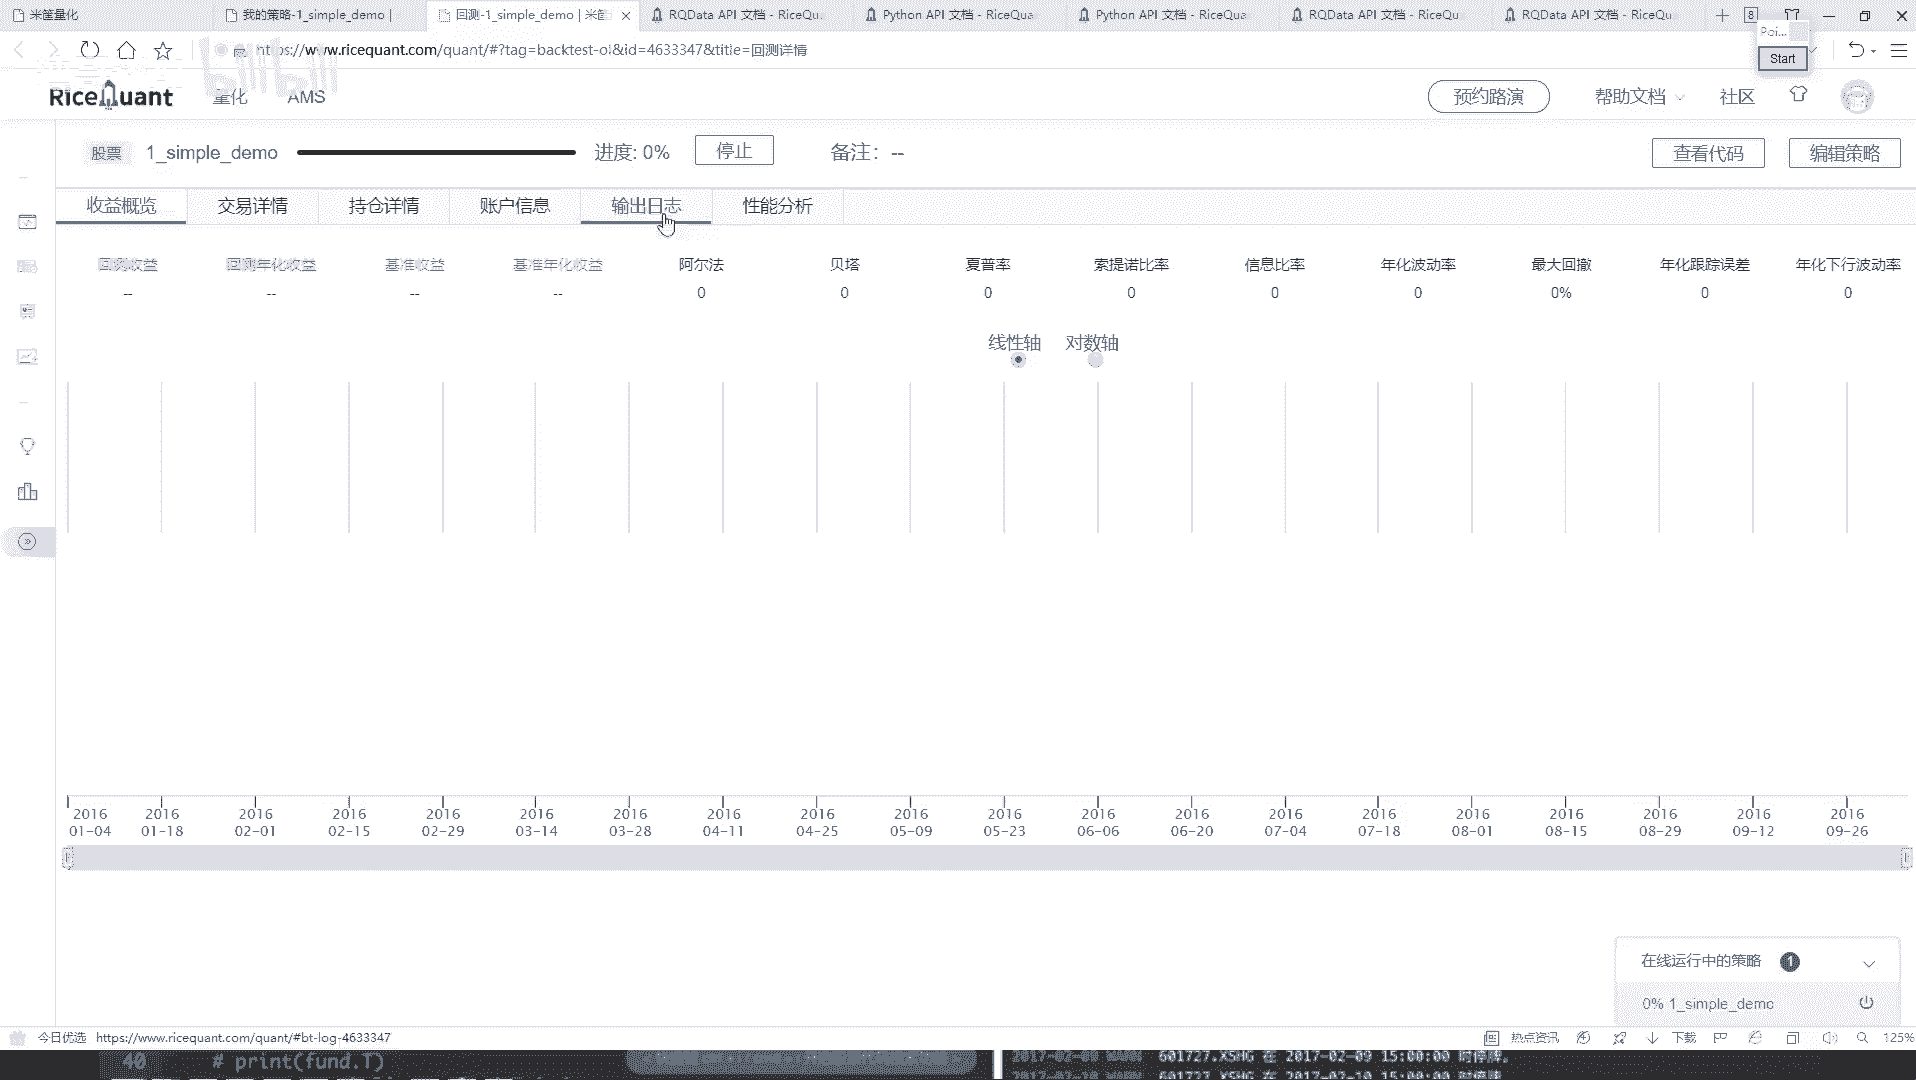 米筐量化
我的策略-1_simple_demo |
回测-1_simple_demo | 米筐
RQData API 文档 - RiceQu
Python API 文档 - RiceQua
Python API 文档 - RiceQua
RQData API 文档 - RiceQu
RQData API 文档 - RiceQu
8
Poi...
Start
https://www.ricequant.com/quant/#?tag=backtest-ol&id=4633347&title=回测详情
RiceQuant
量化
AMS
预约路演
帮助文档
社区
股票
1_simple_demo
进度: 0%
停止
备注: --
查看代码
编辑策略
收益概览
交易详情
持仓详情
账户信息
输出日志
性能分析
回测收益 回测年化收益 基准收益 基准年化收益 阿尔法 贝塔 夏普率 索提诺比率 信息比率 年化波动率 最大回撤 年化跟踪误差 年化下行波动率
-- -- -- -- 0 0 0 0 0 0 0% 0 0
线性轴 对数轴
2016 2016 2016 2016 2016 2016 2016 2016 2016 2016 2016 2016 2016 2016 2016 2016 2016 2016 2016 2016
01-04 01-18 02-01 02-15 02-29 03-14 03-28 04-11 04-25 05-09 05-23 06-06 06-20 07-04 07-18 08-01 08-15 08-29 09-12 09-26
在线运行中的策略 1
0% 1_simple_demo
今日优选 https://www.ricequant.com/quant/#bt-log-4633347
热点资讯
下载
125%
40 # print(fund.T)
2017-02-09 WARN 601727.XSHG 在 2017-02-09 15:00:00 时停牌。
2017-02-10 WARN 601727.XSHG 在 2017-02-10 15:00:00 时停牌。